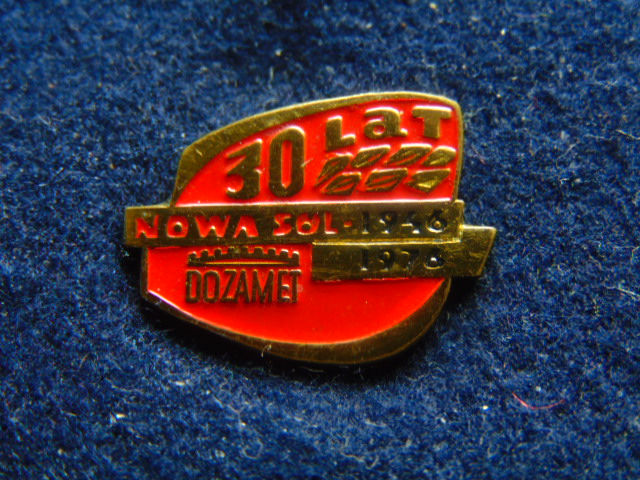 30 LaT
NOWA SÓL - 1946
1976
DOZAMET